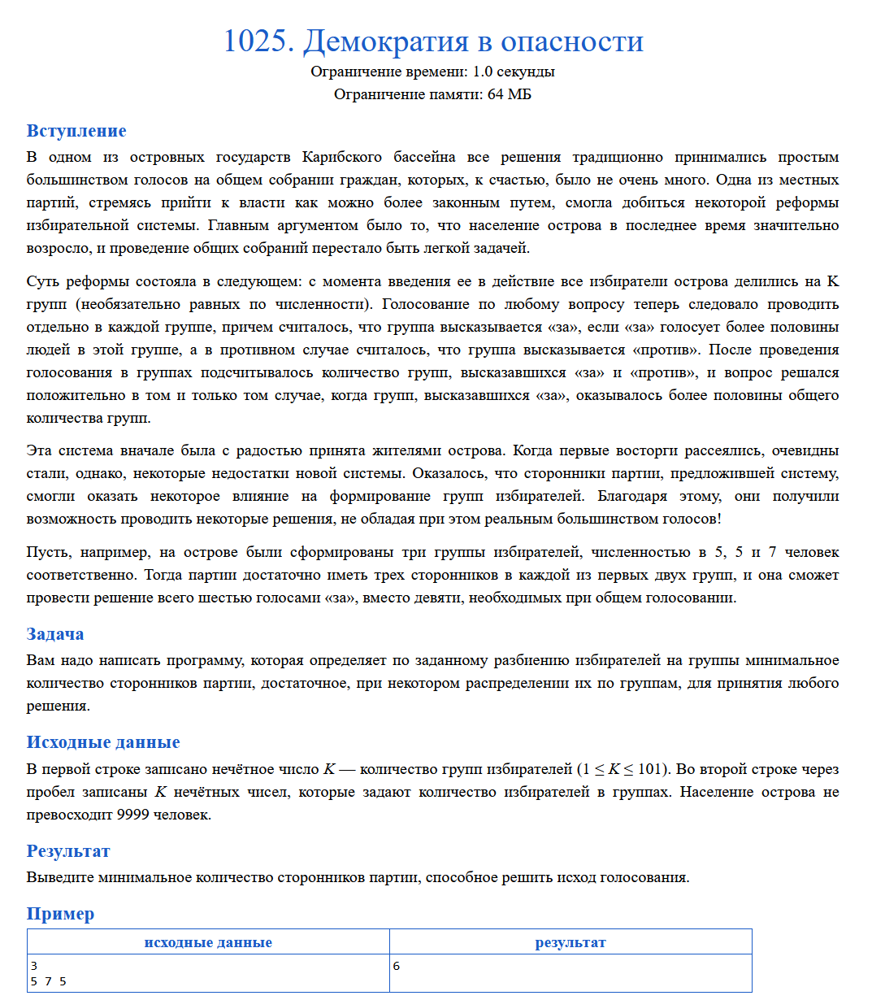 1025. Демократия в опасности
Ограничение времени: 1.0 секунды
Ограничение памяти: 64 МБ
Вступление
В одном из островных государств Карибского бассейна все решения традиционно принимались простым
большинством голосов на общем собрании граждан, которых, к счастью, было не очень много. Одна из местных
партий, стремясь прийти к власти как можно более законным путем, смогла добиться некоторой реформы
избирательной системы. Главным аргументом было то, что население острова в последнее время значительно
возросло, и проведение общих собраний перестало быть легкой задачей.
Суть реформы состояла в следующем: с момента введения ее в действие все избиратели острова делились на K
групп (необязательно равных по численности). Голосование по любому вопросу теперь следовало проводить
отдельно в каждой группе, причем считалось, что группа высказывается «за», если «за» голосует более половины
людей в этой группе, а в противном случае считалось, что группа высказывается «против». После проведения
голосования в группах подсчитывалось количество групп, высказавшихся «за» и «против», и вопрос решался
положительно в том и только том случае, когда групп, высказавшихся «за», оказывалось более половины общего
количества групп.
Эта система вначале была с радостью принята жителями острова. Когда первые восторги рассеялись, очевидны
стали, однако, некоторые недостатки новой системы. Оказалось, что сторонники партии, предложившей систему,
смогли оказать некоторое влияние на формирование групп избирателей. Благодаря этому, они получили
возможность проводить некоторые решения, не обладая при этом реальным большинством голосов!
Пусть, например, на острове были сформированы три группы избирателей, численностью в 5, 5 и 7 человек
соответственно. Тогда партии достаточно иметь трех сторонников в каждой из первых двух групп, и она сможет
провести решение всего шестью голосами «за», вместо девяти, необходимых при общем голосовании.
Задача
Вам надо написать программу, которая определяет по заданному разбиению избирателей на группы минимальное
количество сторонников партии, достаточное, при некотором распределении их по группам, для принятия любого
решения.
Исходные данные
В первой строке записано нечётное число K — количество групп избирателей (1 ≤ K ≤ 101). Во второй строке через
пробел записаны K нечётных чисел, которые задают количество избирателей в группах. Население острова не
превосходит 9999 человек.
Результат
Выведите минимальное количество сторонников партии, способное решить исход голосования.
Пример
исходные данные результат
3 6
5 7 5